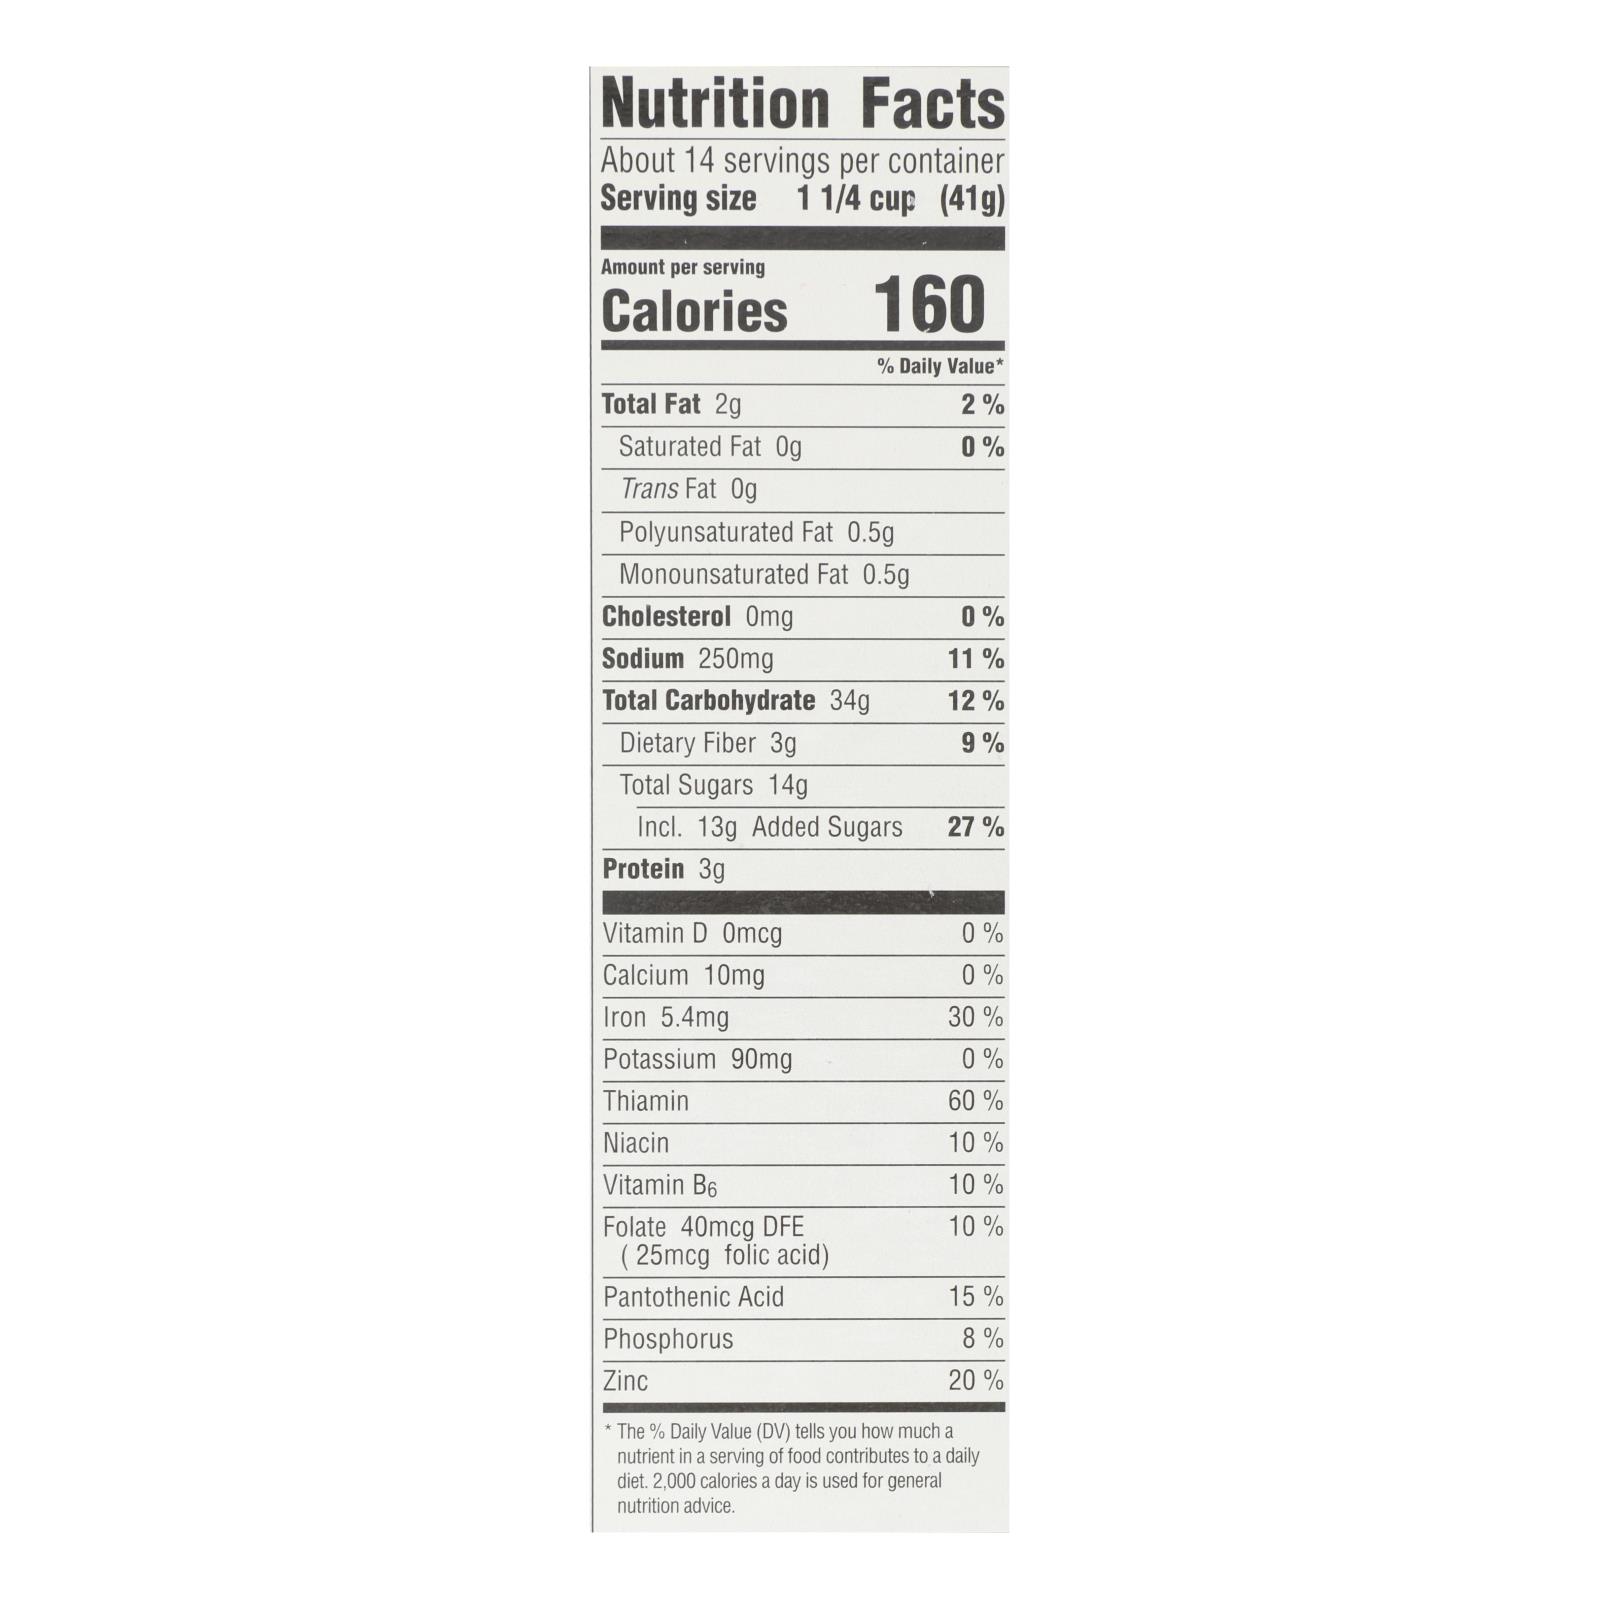 Nutrition Facts
About 14 servings per container
Serving size 1 1/4 cup (41g)
Amount per serving
Calories 160
% Daily Value*
Total Fat 2g 2 %
Saturated Fat 0g 0 %
Trans Fat 0g
Polyunsaturated Fat 0.5g
Monounsaturated Fat 0.5g
Cholesterol 0mg 0 %
Sodium 250mg 11 %
Total Carbohydrate 34g 12 %
Dietary Fiber 3g 9 %
Total Sugars 14g
Incl. 13g Added Sugars 27 %
Protein 3g
Vitamin D 0mcg 0 %
Calcium 10mg 0 %
Iron 5.4mg 30 %
Potassium 90mg 0 %
Thiamin 60 %
Niacin 10 %
Vitamin B6 10 %
Folate 40mcg DFE 10 %
( 25mcg folic acid)
Pantothenic Acid 15 %
Phosphorus 8 %
Zinc 20 %
* The % Daily Value (DV) tells you how much a
nutrient in a serving of food contributes to a daily
diet. 2,000 calories a day is used for general
nutrition advice.